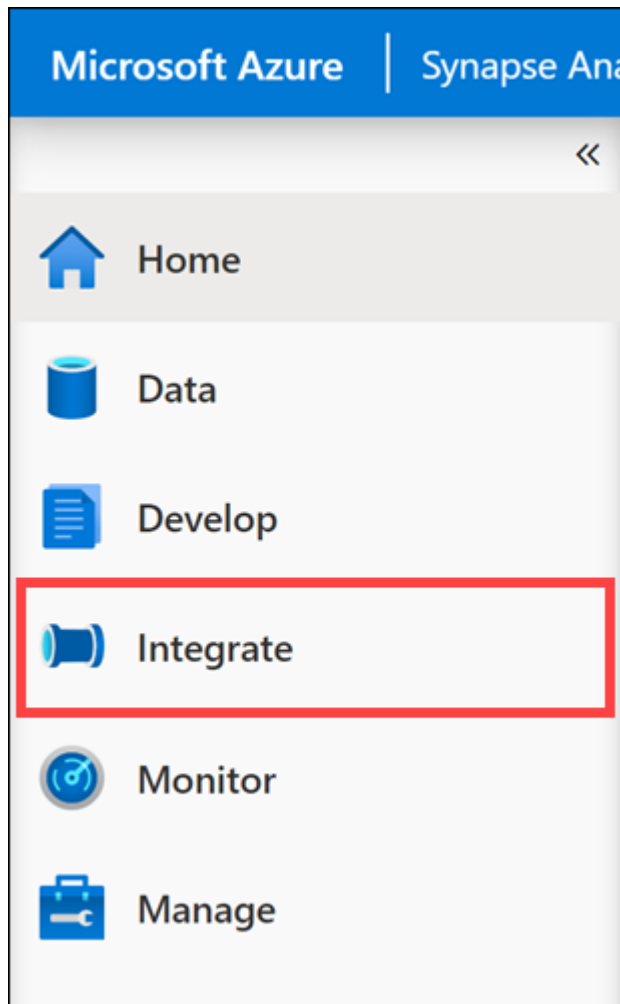 Microsoft Azure | Synapse Ana
«
Home
Data
Develop
Integrate
Monitor
Manage